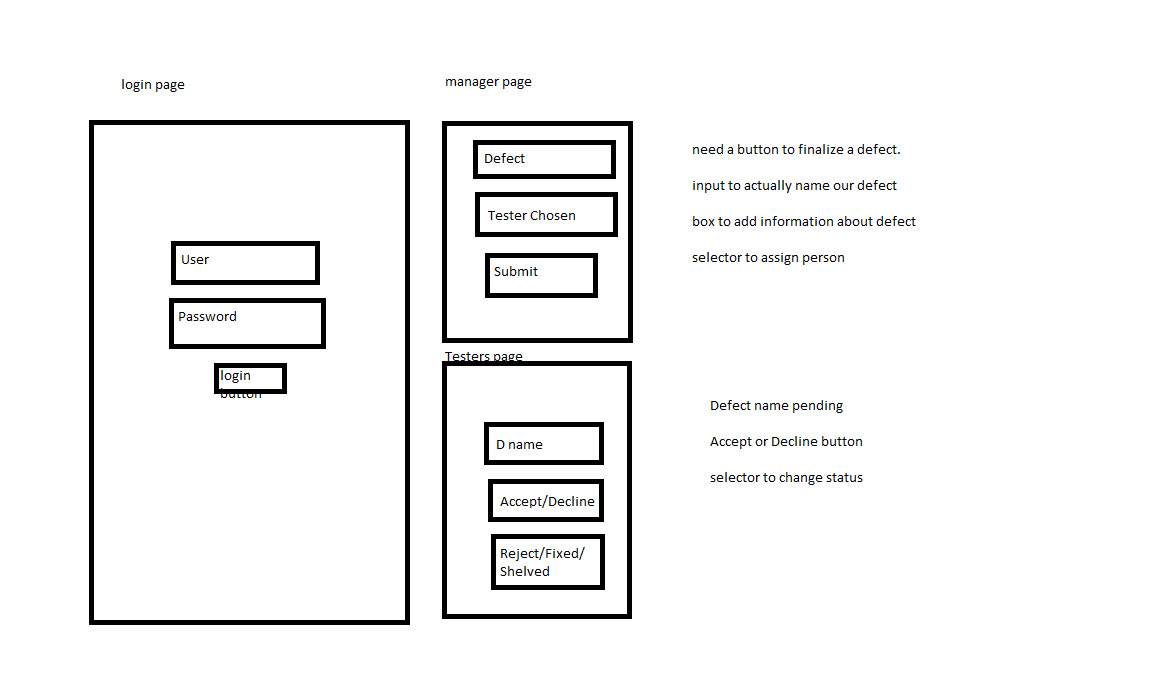 login page
User
Password
login
button
manager page
Defect
Tester Chosen
Submit
need a button to finalize a defect.
input to actually name our defect
box to add information about defect
selector to assign person
Testers page
D name
Accept/Decline
Reject/Fixed/
Shelved
Defect name pending
Accept or Decline button
selector to change status